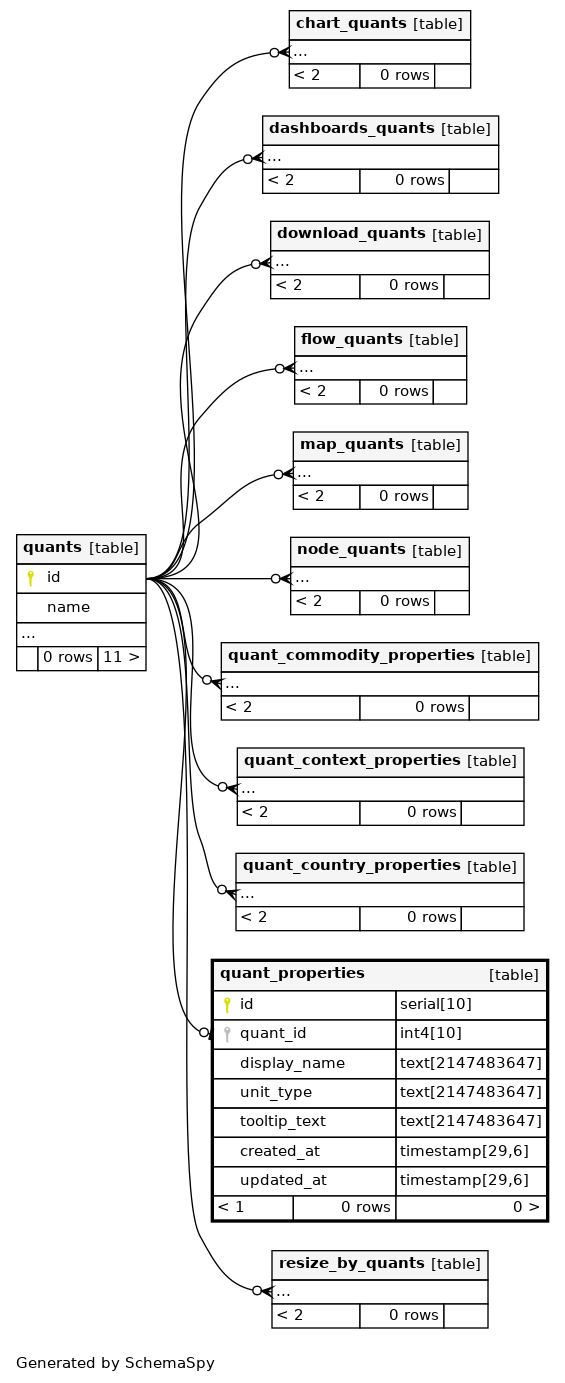 chart_quants [table]
...
< 2 0 rows
dashboards_quants [table]
...
< 2 0 rows
download_quants [table]
...
< 2 0 rows
flow_quants [table]
...
< 2 0 rows
map_quants [table]
...
< 2 0 rows
quants [table]
id
name
...
0 rows 11 >
node_quants [table]
...
< 2 0 rows
quant_commodity_properties [table]
...
< 2 0 rows
quant_context_properties [table]
...
< 2 0 rows
quant_country_properties [table]
...
< 2 0 rows
quant_properties [table]
id serial[10]
quant_id int4[10]
display_name text[2147483647]
unit_type text[2147483647]
tooltip_text text[2147483647]
created_at timestamp[29,6]
updated_at timestamp[29,6]
< 1 0 rows 0 >
resize_by_quants [table]
...
< 2 0 rows
Generated by SchemaSpy